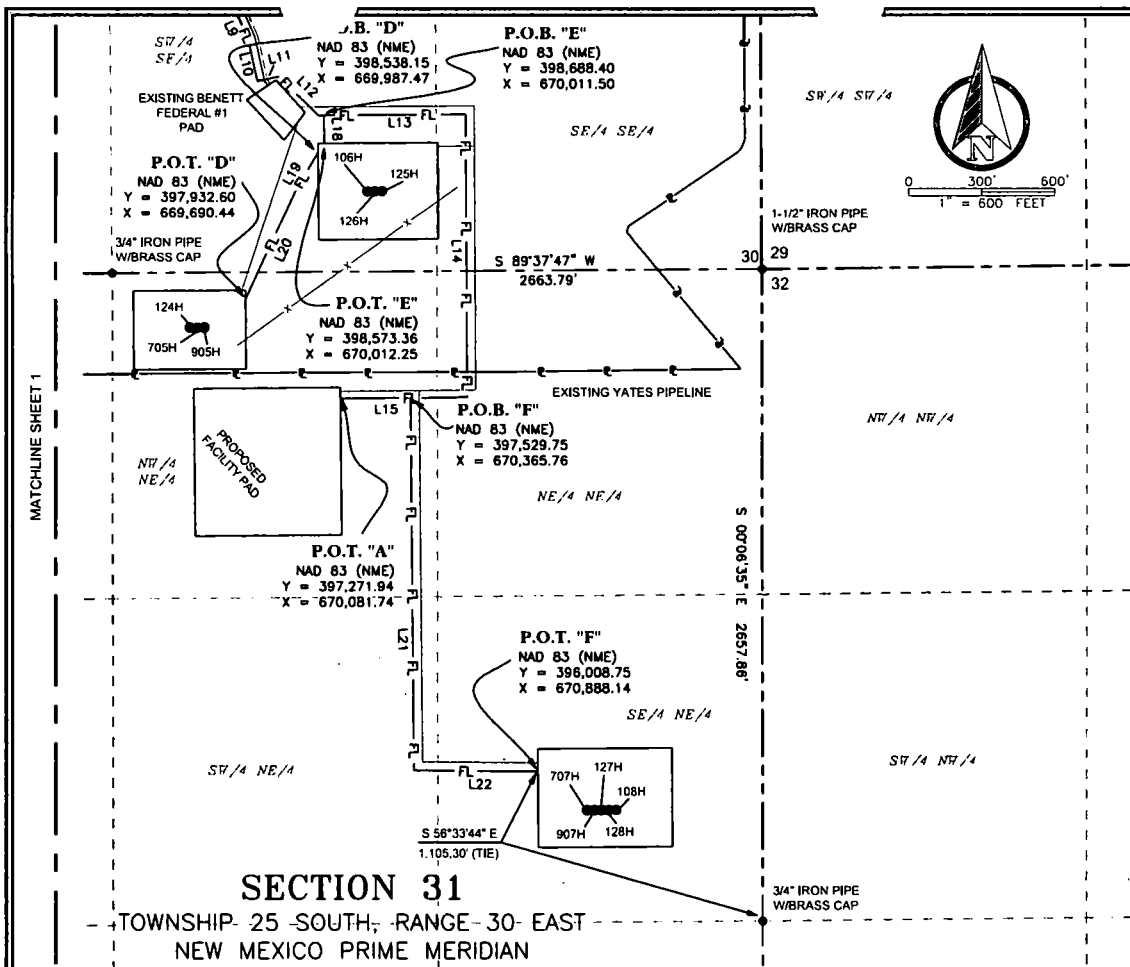 SW/4
SE/4
L9
FL
L10
L11
FL
L12
.B. "D"
NAD 83 (NME)
Y = 398,538.15
X = 669,987.47
P.O.B. "E"
NAD 83 (NME)
Y = 398,688.40
X = 670,011.50
SW/4 SW/4
N
0 300' 600'
1" = 600 FEET
EXISTING BENETT
FEDERAL #1
PAD
FL
L18
FL
L13
FL
SE/4 SE/4
P.O.T. "D"
NAD 83 (NME)
Y = 397,932.60
X = 669,690.44
L19
FL
FL
L20
106H
125H
126H
X
X
X
L14
3/4" IRON PIPE
W/BRASS CAP
1-1/2" IRON PIPE
W/BRASS CAP
S 89°37'47" W
2663.79'
30 29
32
124H
705H
905H
P.O.T. "E"
NAD 83 (NME)
Y = 398,573.36
X = 670,012.25
MATCHLINE SHEET 1
EXISTING YATES PIPELINE
FL
L15
P.O.B. "F"
NAD 83 (NME)
Y = 397,529.75
X = 670,365.76
PROPOSED
FACILITY PAD
NW/4
NE/4
NW/4 NW/4
NE/4 NE/4
P.O.T. "A"
NAD 83 (NME)
Y = 397,271.94
X = 670,081.74
S 00°06'35" E 2657.86'
L21
P.O.T. "F"
NAD 83 (NME)
Y = 396,008.75
X = 670,888.14
SE/4 NE/4
SW/4 NE/4
SW/4 NW/4
FL
L22
707H
127H
108H
907H
128H
S 56°33'44" E
1,105,30' (TIE)
3/4" IRON PIPE
W/BRASS CAP
SECTION 31
TOWNSHIP 25 SOUTH, RANGE 30 EAST
NEW MEXICO PRIME MERIDIAN